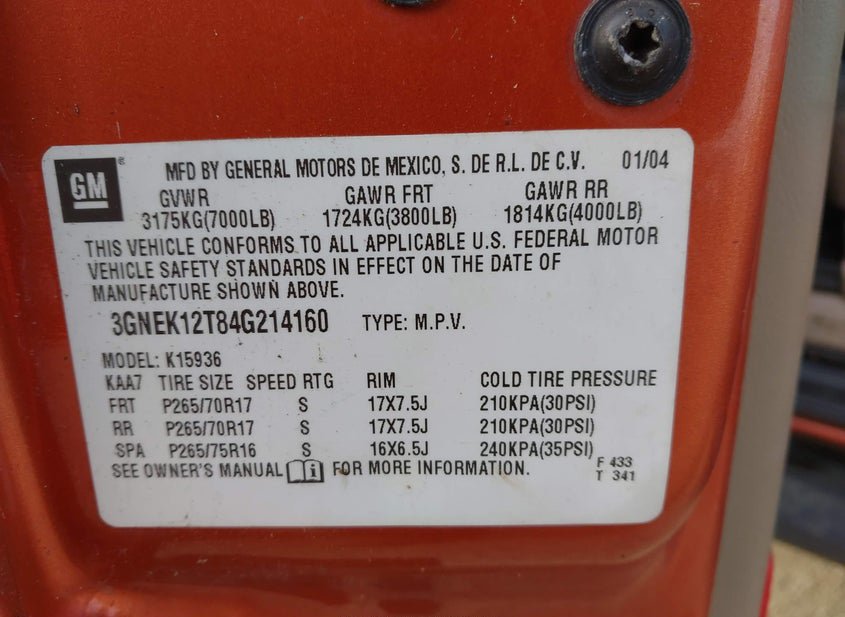 GM ® MFD BY GENERAL MOTORS DE MEXICO, S. DE R.L. DE C.V. 01/04
GVWR GAWR FRT GAWR RR
3175KG(7000LB) 1724KG(3800LB) 1814KG(4000LB)
THIS VEHICLE CONFORMS TO ALL APPLICABLE U.S. FEDERAL MOTOR
VEHICLE SAFETY STANDARDS IN EFFECT ON THE DATE OF
MANUFACTURE SHOWN ABOVE.
3GNEK12T84G214160 TYPE: M.P.V.
MODEL: K15936
KAA7 TIRE SIZE SPEED RTG RIM COLD TIRE PRESSURE
FRT P265/70R17 S 17X7.5J 210KPA(30PSI)
RR P265/70R17 S 17X7.5J 210KPA(30PSI)
SPA P265/75R16 S 16X6.5J 240KPA(35PSI)
SEE OWNER'S MANUAL i FOR MORE INFORMATION.
F 433
T 341